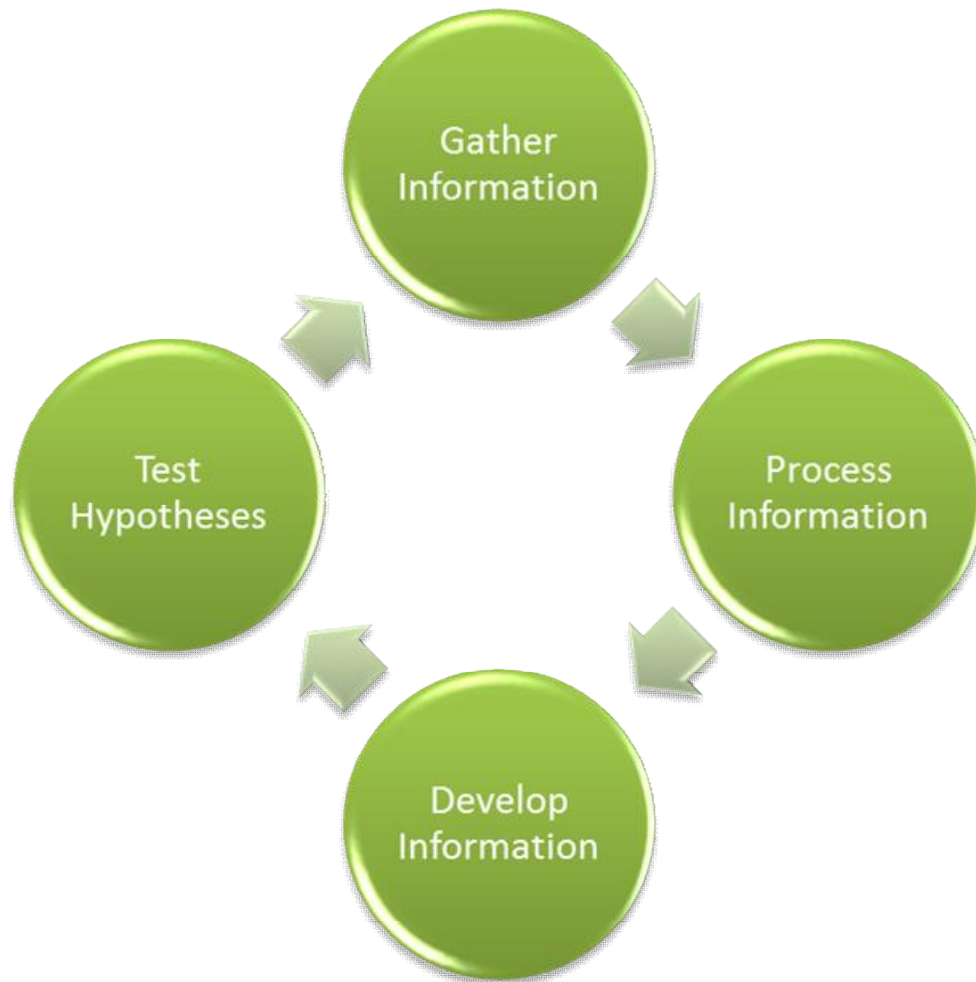 Gather
Information
Process
Information
Develop
Information
Test
Hypotheses